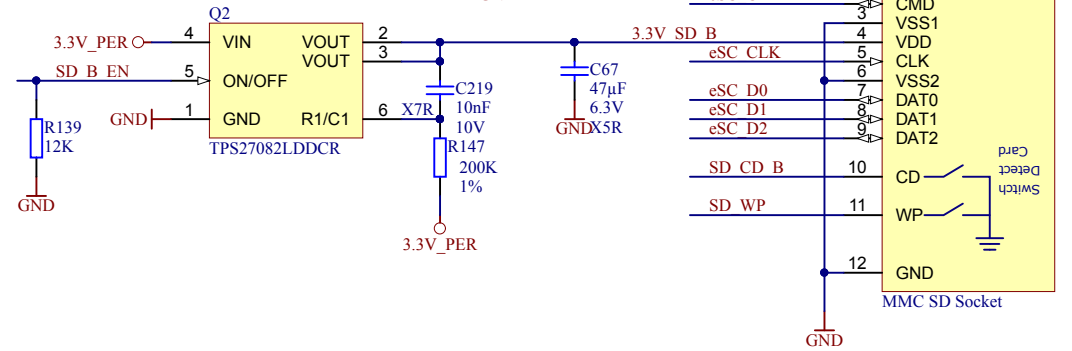 Q2
3.3V_PER
4
VIN
VOUT
2
VOUT
3
SD_B_EN
5
ON/OFF
GND
1
GND
R1/C1
6
X7R
TPS27082LDDCR
R139
12K
GND
C219
10nF
10V
R147
200K
1%
3.3V_PER
C67
47µF
6.3V
X5R
GND
3.3V_SD_B
eSC_CLK
eSC_D0
eSC_D1
eSC_D2
SD_CD_B
SD_WP
CMD
3
VSS1
4
VDD
5
CLK
6
VSS2
7
DAT0
8
DAT1
9
DAT2
10
CD
11
WP
12
GND
Card
Detect
Switch
MMC SD Socket
GND